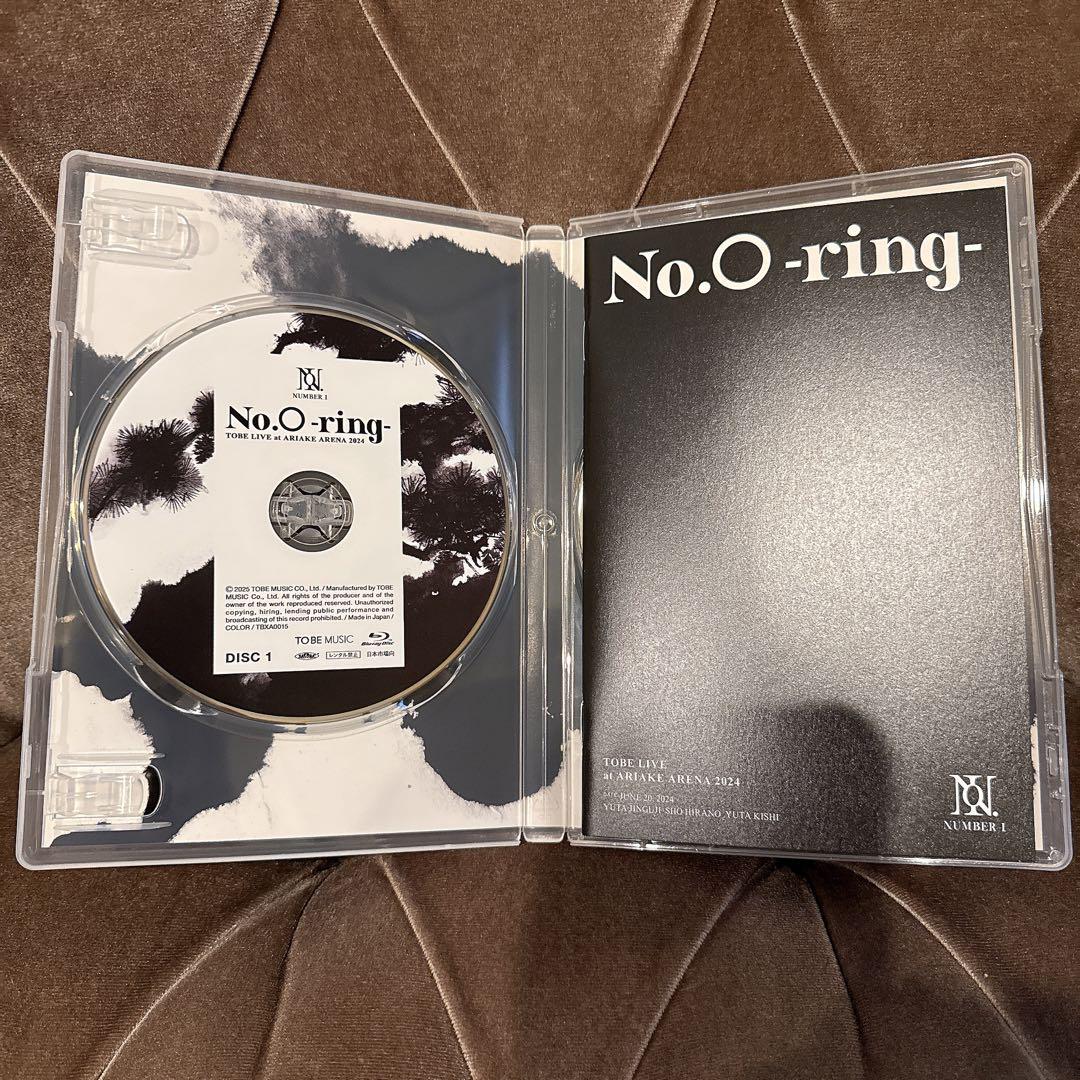 NUMBER I
No.○ -ring-
TOBE LIVE at ARIAKE ARENA 2024
©2025 TOBE MUSIC CO., Ltd. / Manufactured by TOBE
MUSIC Co., Ltd. All rights of the producer and of the
owner of the work reproduced reserved. Unauthorized
copying, hiring, lending public performance and
broadcasting of this record prohibited. / Made in Japan /
COLOR / TBXA0015
TOBE MUSIC
Blu-ray Disc
DISC 1
レンタル禁止
日本市場向
No.○ -ring-
TOBE LIVE
at ARIAKE ARENA 2024
DATE JUNE 20, 2024
YUTA JINGUJI SHO HIRANO YUTA KISHI
NUMBER I